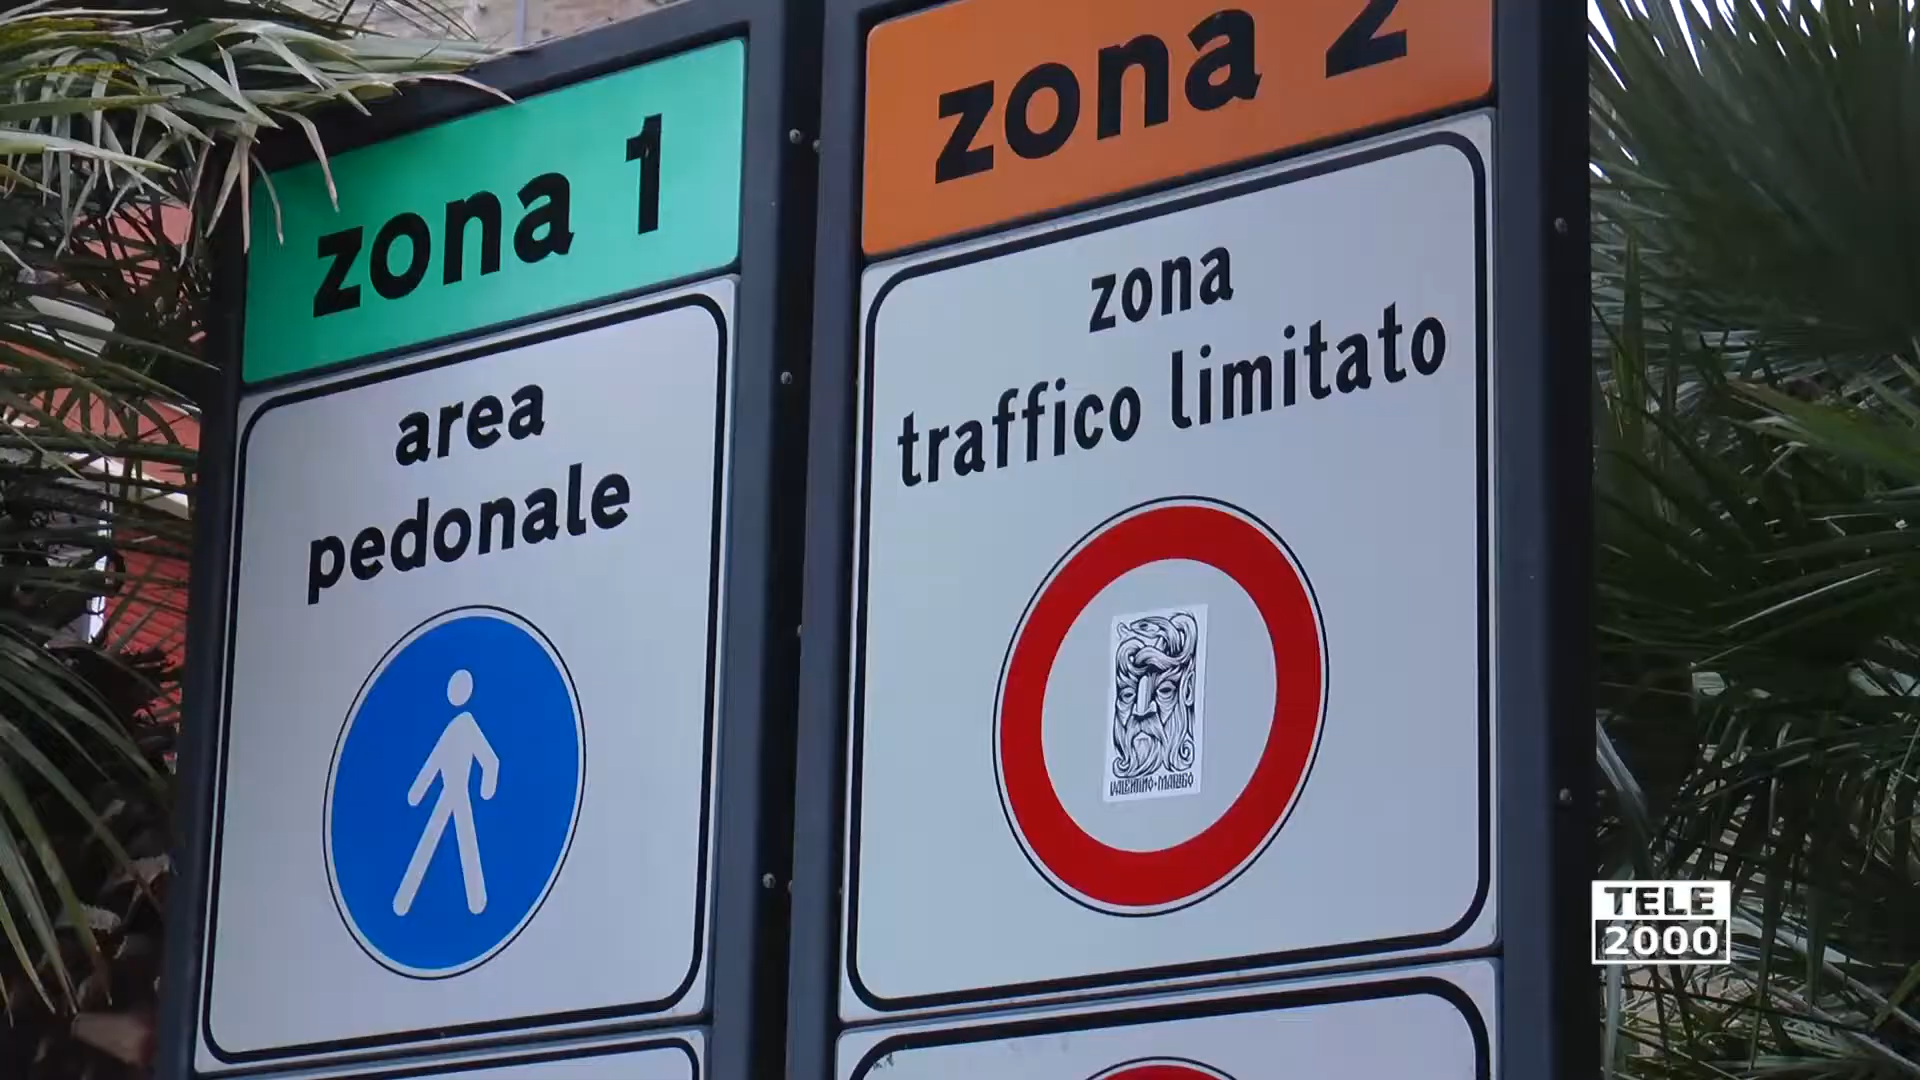 zona 1
area
pedonale
zona 2
zona
traffico limitato
TELE
2000